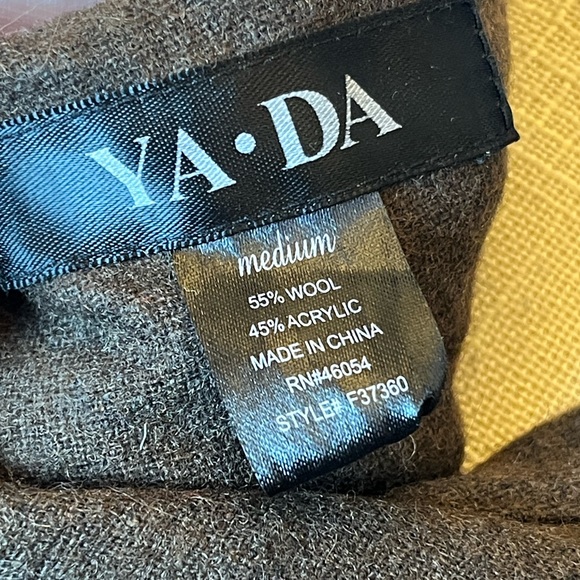 YA•DA
medium
55% WOOL
45% ACRYLIC
MADE IN CHINA
RN#46054
STYLE# F37360